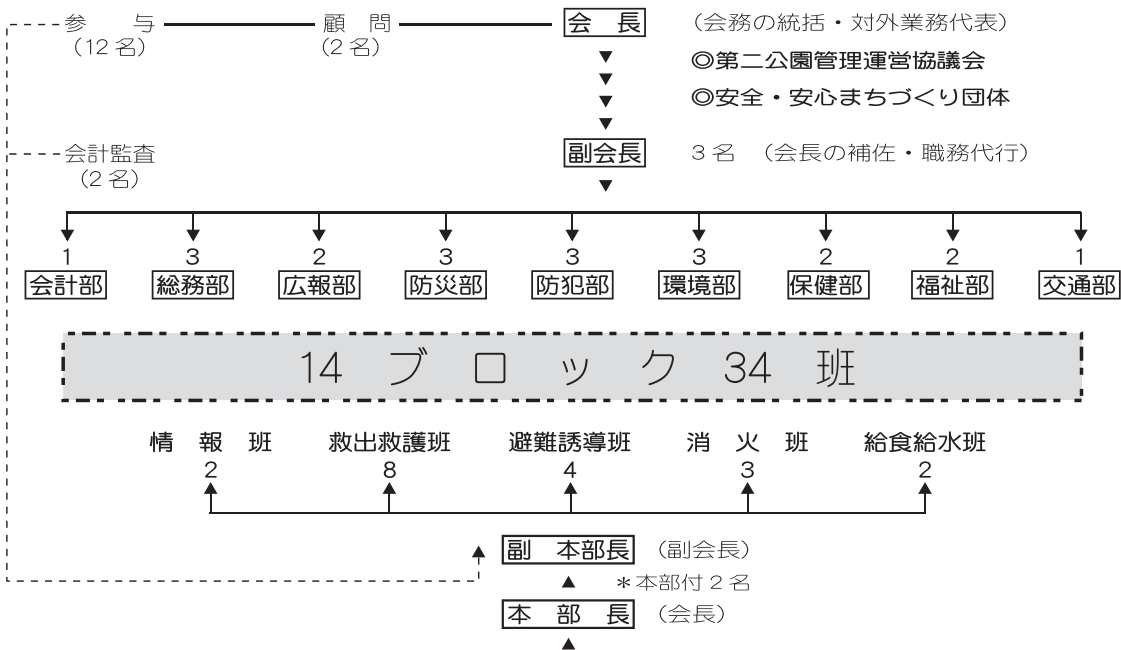 参　与　顧　問　会　長　（会務の統括・対外業務代表）
（12名）　（2名）
◎第二公園管理運営協議会
◎安全・安心まちづくり団体
会計監査　副会長　3名　（会長の補佐・職務代行）
（2名）
1　3　2　3　3　3　2　2　1
会計部　総務部　広報部　防災部　防犯部　環境部　保健部　福祉部　交通部
14ブロック34班
情　報　班　救出救護班　避難誘導班　消　火　班　給食給水班
2　8　4　3　2
副　本部長　（副会長）
＊本部付2名
本　部　長　（会長）